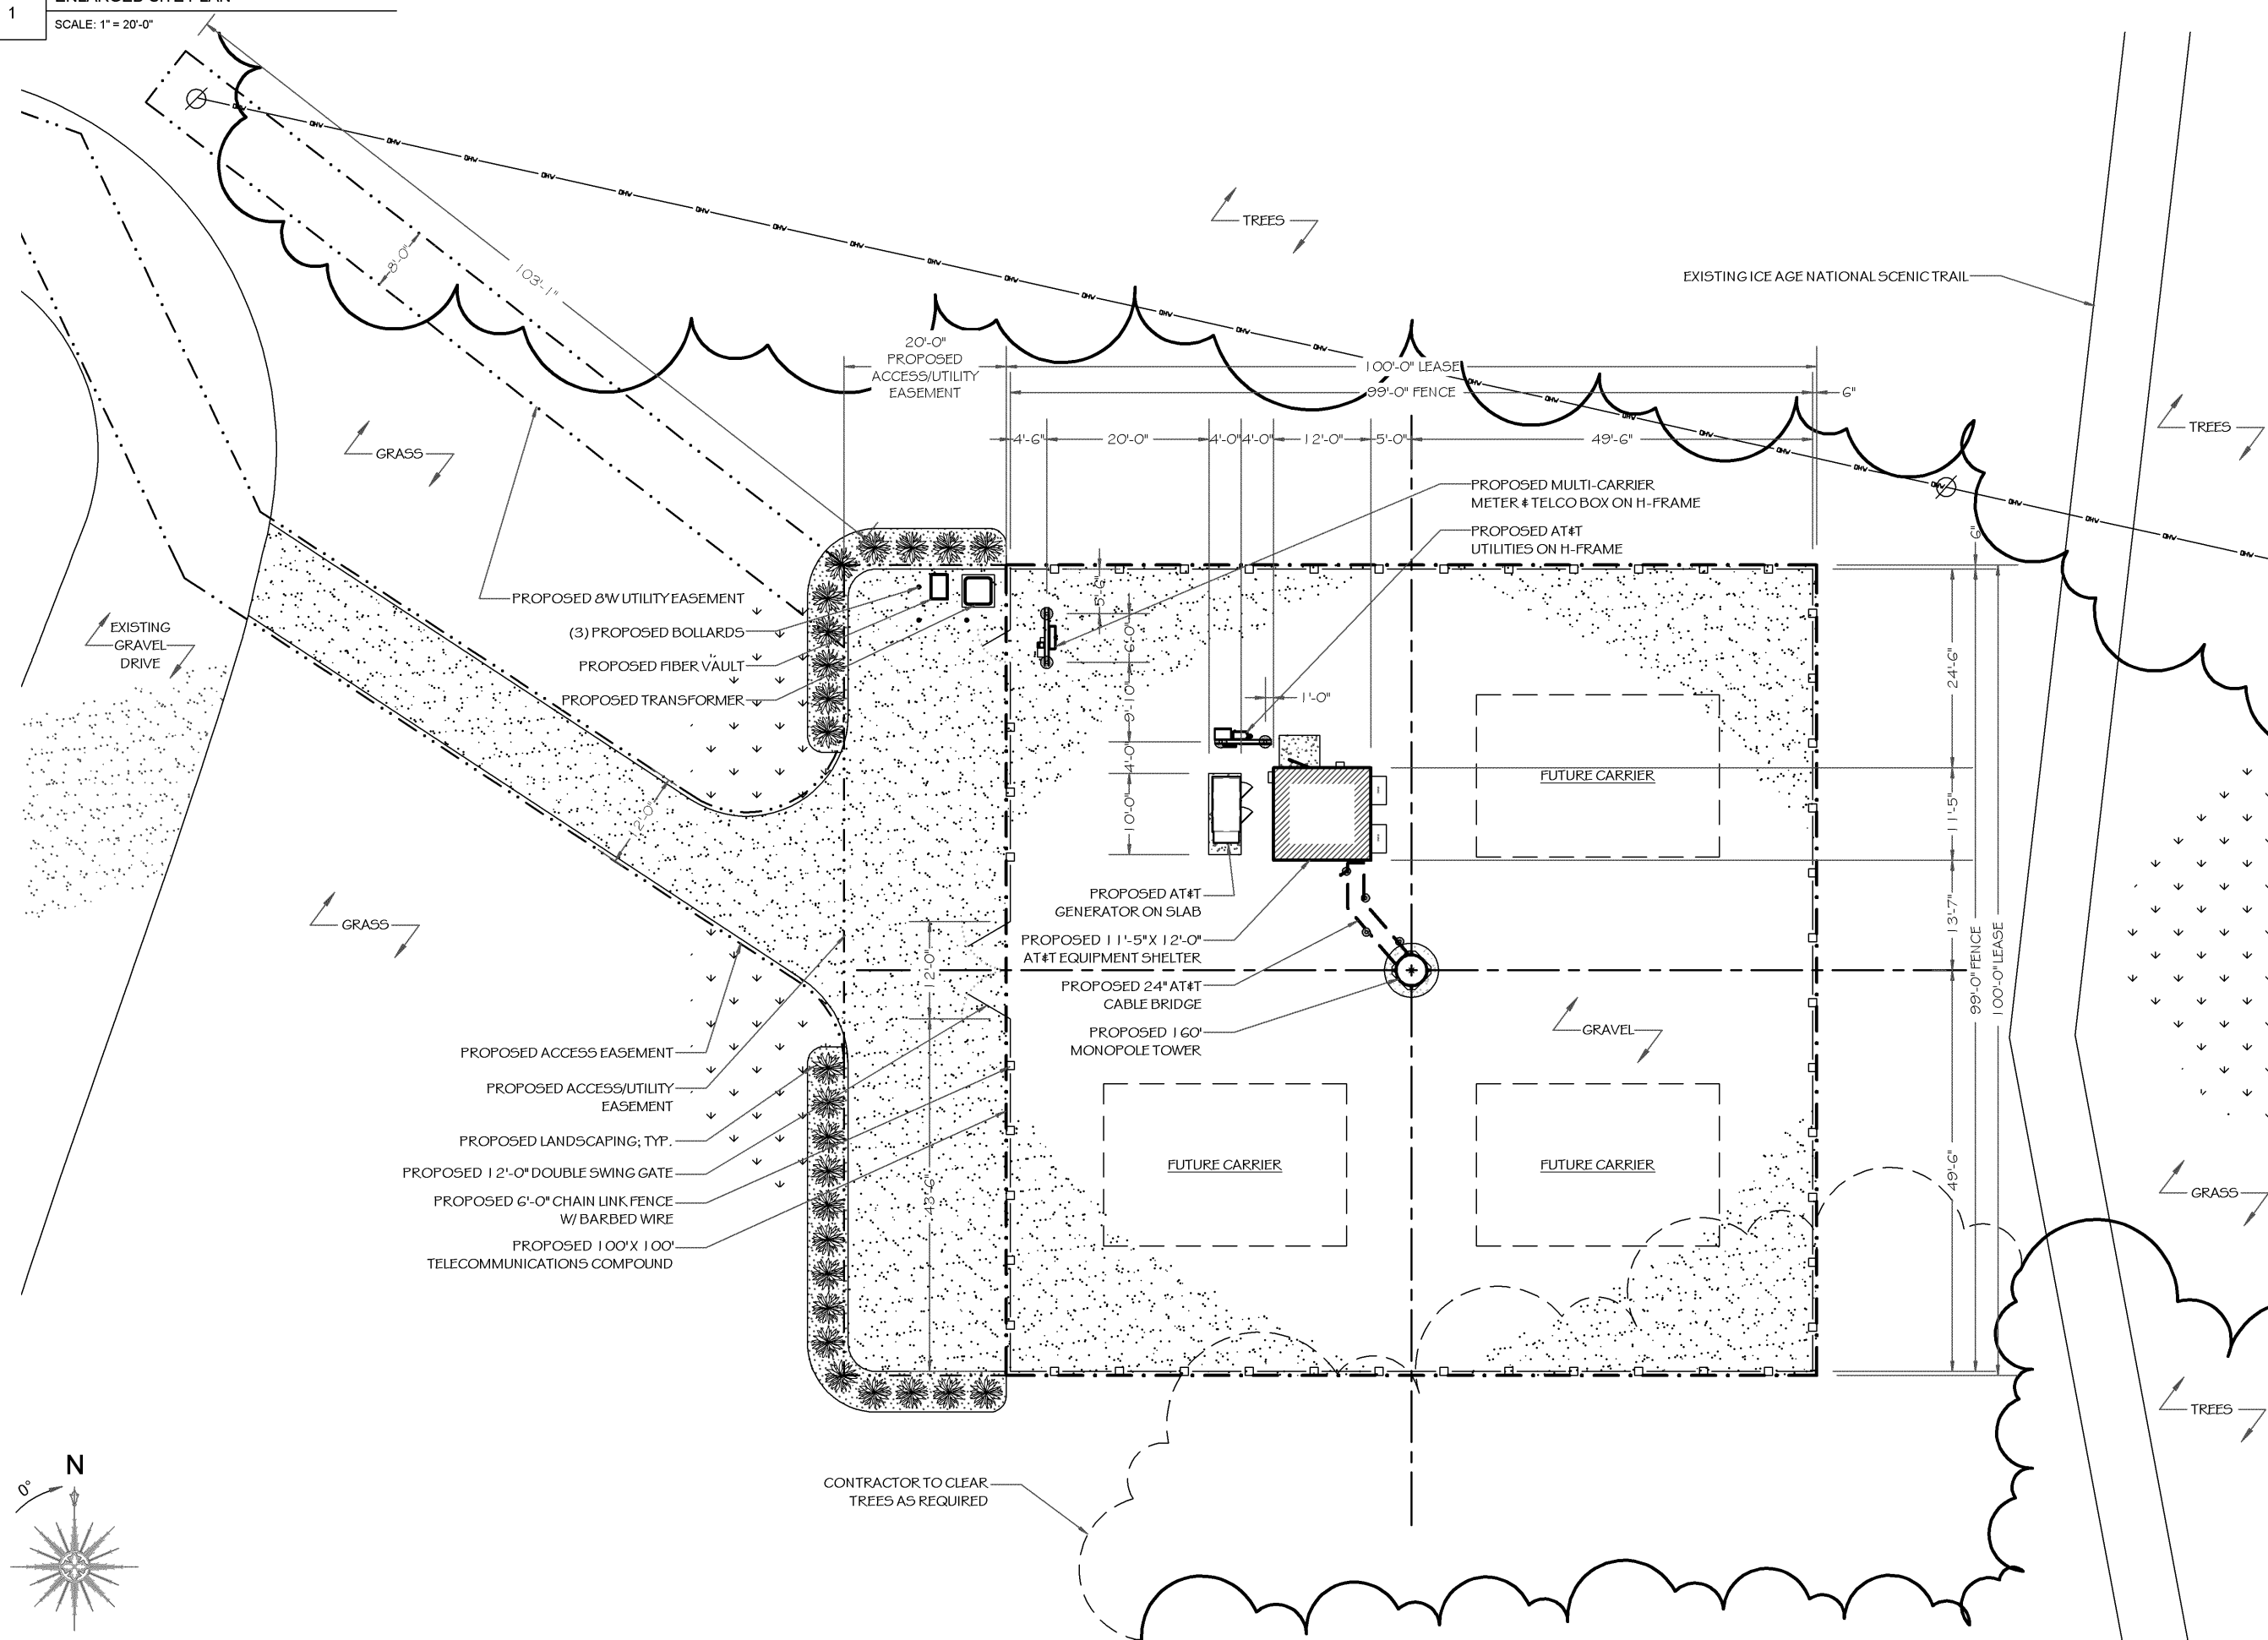 1
SCALE: 1" = 20'-0"
103'-1"
8'-0"
TREES
EXISTING ICE AGE NATIONAL SCENIC TRAIL
20'-0"
PROPOSED
ACCESS/UTILITY
EASEMENT
100'-0" LEASE
99'-0" FENCE
6"
4'-6"
20'-0"
4'-0"
4'-0"
12'-0"
5'-0"
49'-6"
TREES
GRASS
PROPOSED MULTI-CARRIER
METER & TELCO BOX ON H-FRAME
PROPOSED AT&T
UTILITIES ON H-FRAME
6"
OHW
PROPOSED 8'W UTILITY EASEMENT
(3) PROPOSED BOLLARDS
PROPOSED FIBER VAULT
PROPOSED TRANSFORMER
EXISTING
GRAVEL
DRIVE
6'-0"
9'-10"
4'-0"
10'-0"
1'-0"
24'-6"
11'-5"
13'-7"
49'-6"
99'-0" FENCE
100'-0" LEASE
FUTURE CARRIER
12'-0"
GRASS
PROPOSED AT&T
GENERATOR ON SLAB
PROPOSED 11'-5" X 12'-0"
AT&T EQUIPMENT SHELTER
PROPOSED 24" AT&T
CABLE BRIDGE
PROPOSED 160'
MONOPOLE TOWER
12'-0"
43'-6"
GRAVEL
PROPOSED ACCESS EASEMENT
PROPOSED ACCESS/UTILITY
EASEMENT
PROPOSED LANDSCAPING; TYP.
PROPOSED 12'-0" DOUBLE SWING GATE
PROPOSED 6'-0" CHAIN LINK FENCE
W/ BARBED WIRE
PROPOSED 100' X 100'
TELECOMMUNICATIONS COMPOUND
FUTURE CARRIER
FUTURE CARRIER
GRASS
TREES
CONTRACTOR TO CLEAR
TREES AS REQUIRED
N
0°